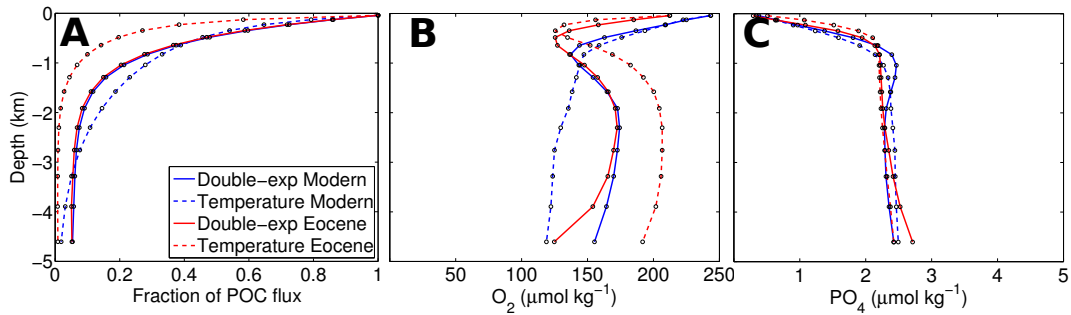 A
B
C
0
−1
−2
−3
−4
−5
Depth (km)
Double−exp Modern
Temperature Modern
Double−exp Eocene
Temperature Eocene
0 0.2 0.4 0.6 0.8 1
50 100 150 200 250
1 2 3 4 5
Fraction of POC flux
O2 (μmol kg−1)
PO4 (μmol kg−1)